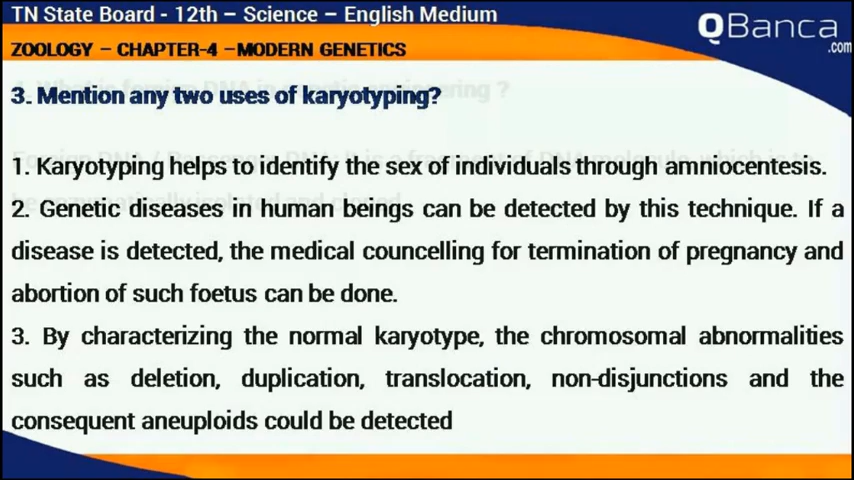 TN State Board - 12th – Science – English Medium
QBanca
.com
ZOOLOGY – CHAPTER-4 –MODERN GENETICS
3. Mention any two uses of karyotyping?
1. Karyotyping helps to identify the sex of individuals through amniocentesis.
2. Genetic diseases in human beings can be detected by this technique. If a
disease is detected, the medical councelling for termination of pregnancy and
abortion of such foetus can be done.
3. By characterizing the normal karyotype, the chromosomal abnormalities
such as deletion, duplication, translocation, non-disjunctions and the
consequent aneuploids could be detected